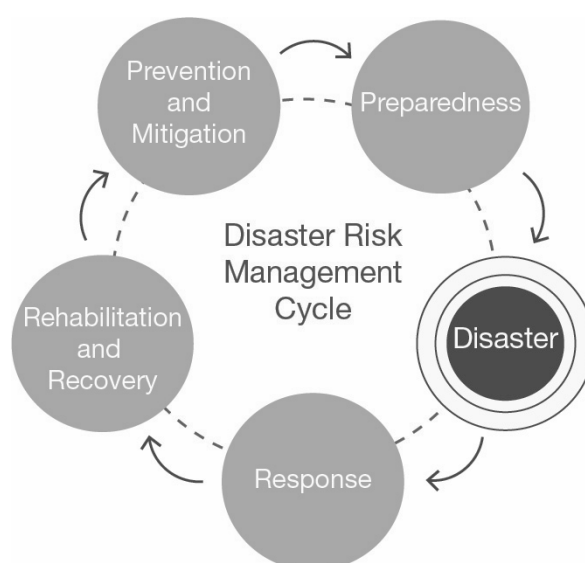 Prevention
and
Mitigation
Preparedness
Disaster Risk
Management
Cycle
Disaster
Response
Rehabilitation
and
Recovery